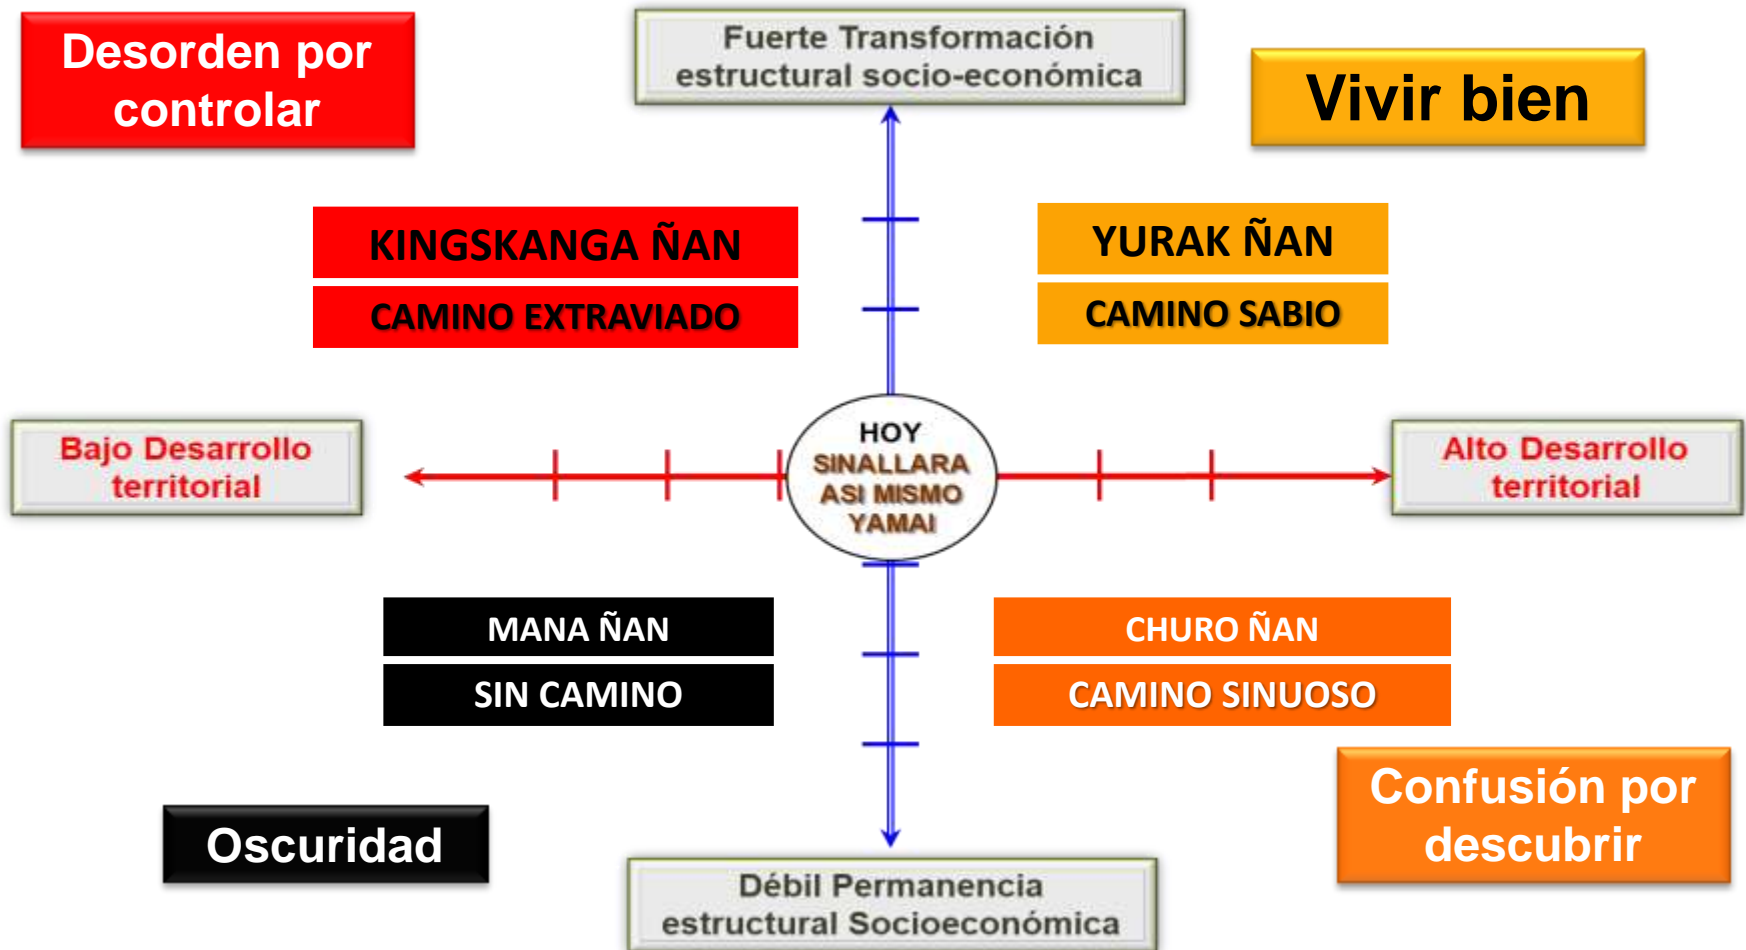 Desorden por
controlar
Fuerte Transformación
estructural socio-económica
Vivir bien
KINGSKANGA ÑAN
CAMINO EXTRAVIADO
YURAK ÑAN
CAMINO SABIO
Bajo Desarrollo
territorial
HOY
SINALLARA
ASI MISMO
YAMAI
Alto Desarrollo
territorial
MANA ÑAN
SIN CAMINO
CHURO ÑAN
CAMINO SINUOSO
Oscuridad
Confusión por
descubrir
Débil Permanencia
estructural Socioeconómica